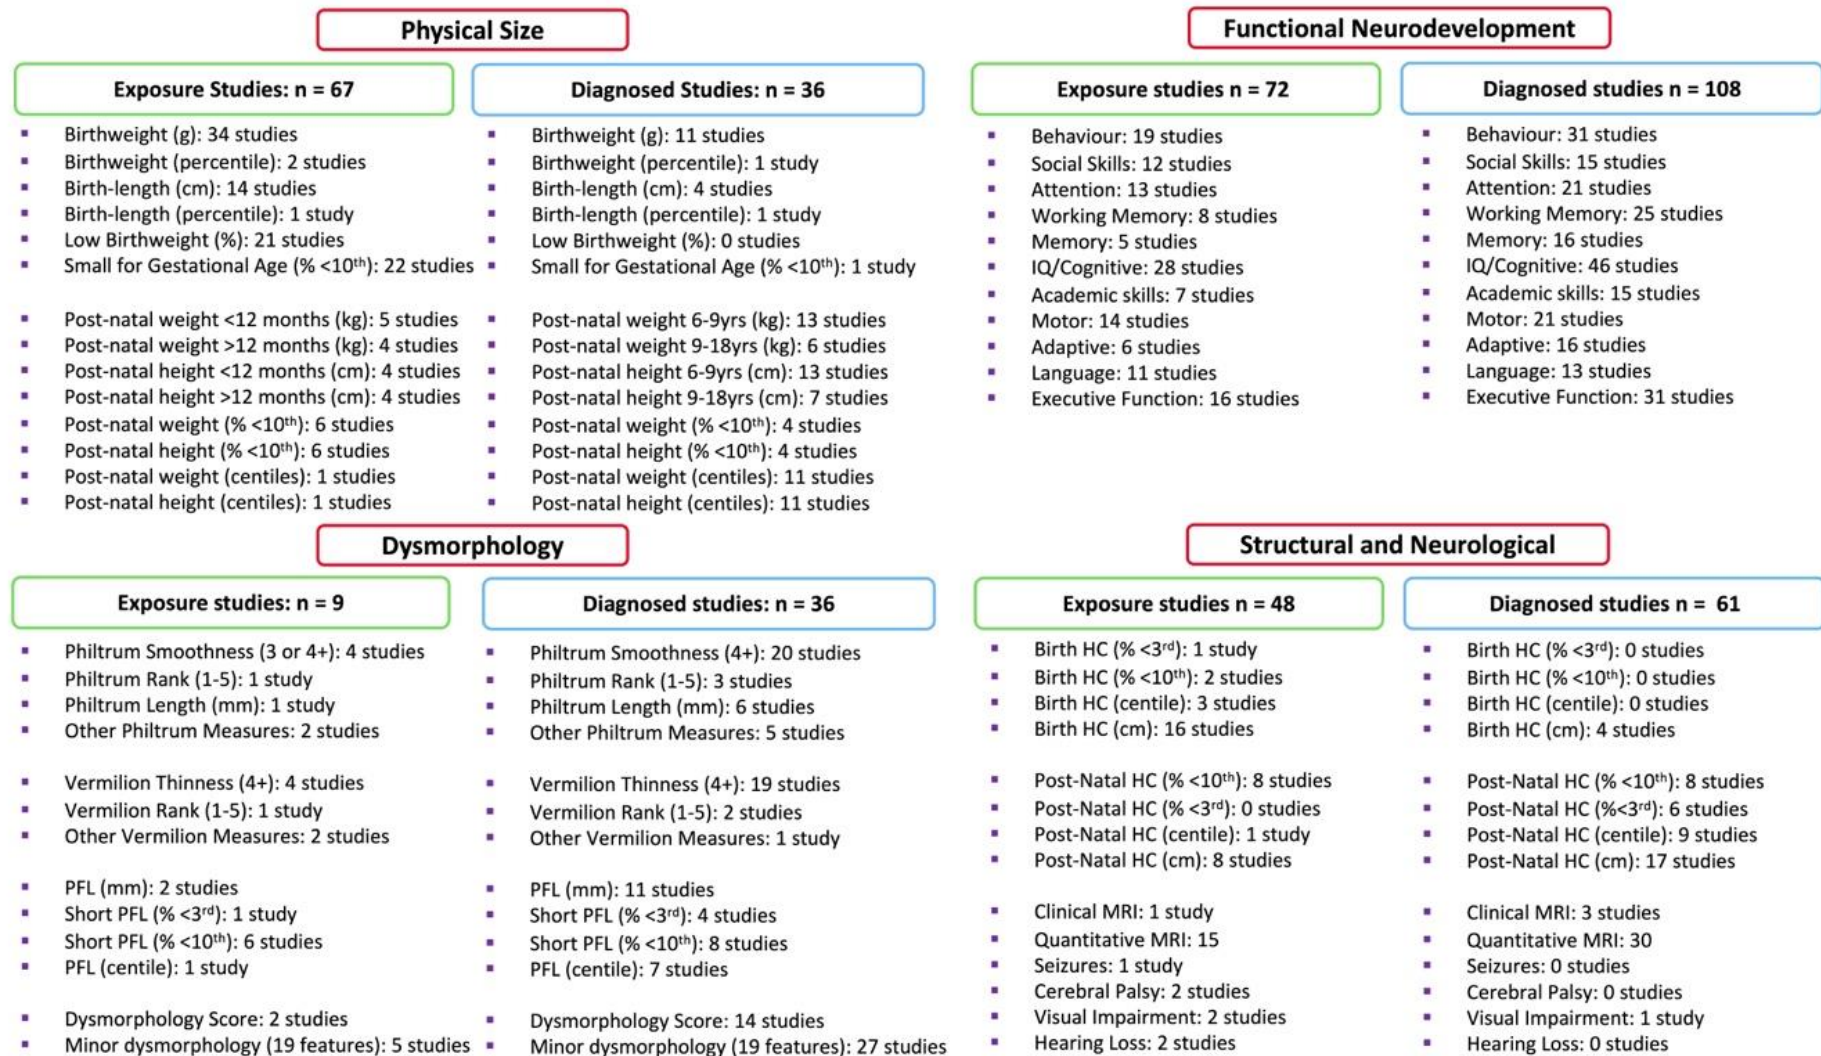 Physical Size
Exposure Studies: n = 67
Birthweight (g): 34 studies
Birthweight (percentile): 2 studies
Birth-length (cm): 14 studies
Birth-length (percentile): 1 study
Low Birthweight (%): 21 studies
Small for Gestational Age (% <10th): 22 studies
Post-natal weight <12 months (kg): 5 studies
Post-natal weight >12 months (kg): 4 studies
Post-natal height <12 months (cm): 4 studies
Post-natal height >12 months (cm): 4 studies
Post-natal weight (% <10th): 6 studies
Post-natal height (% <10th): 6 studies
Post-natal weight (centiles): 1 studies
Post-natal height (centiles): 1 studies
Diagnosed Studies: n = 36
Birthweight (g): 11 studies
Birthweight (percentile): 1 study
Birth-length (cm): 4 studies
Birth-length (percentile): 1 study
Low Birthweight (%): 0 studies
Small for Gestational Age (% <10th): 1 study
Post-natal weight 6-9yrs (kg): 13 studies
Post-natal weight 9-18yrs (kg): 6 studies
Post-natal height 6-9yrs (cm): 13 studies
Post-natal height 9-18yrs (cm): 7 studies
Post-natal weight (% <10th): 4 studies
Post-natal height (% <10th): 4 studies
Post-natal weight (centiles): 11 studies
Post-natal height (centiles): 11 studies
Functional Neurodevelopment
Exposure studies n = 72
Behaviour: 19 studies
Social Skills: 12 studies
Attention: 13 studies
Working Memory: 8 studies
Memory: 5 studies
IQ/Cognitive: 28 studies
Academic skills: 7 studies
Motor: 14 studies
Adaptive: 6 studies
Language: 11 studies
Executive Function: 16 studies
Diagnosed studies n = 108
Behaviour: 31 studies
Social Skills: 15 studies
Attention: 21 studies
Working Memory: 25 studies
Memory: 16 studies
IQ/Cognitive: 46 studies
Academic skills: 15 studies
Motor: 21 studies
Adaptive: 16 studies
Language: 13 studies
Executive Function: 31 studies
Dysmorphology
Exposure studies: n = 9
Philtrum Smoothness (3 or 4+): 4 studies
Philtrum Rank (1-5): 1 study
Philtrum Length (mm): 1 study
Other Philtrum Measures: 2 studies
Vermilion Thinness (4+): 4 studies
Vermilion Rank (1-5): 1 study
Other Vermilion Measures: 2 studies
PFL (mm): 2 studies
Short PFL (% <3rd): 1 study
Short PFL (% <10th): 6 studies
PFL (centile): 1 study
Dysmorphology Score: 2 studies
Minor dysmorphology (19 features): 5 studies
Diagnosed studies: n = 36
Philtrum Smoothness (4+): 20 studies
Philtrum Rank (1-5): 3 studies
Philtrum Length (mm): 6 studies
Other Philtrum Measures: 5 studies
Vermilion Thinness (4+): 19 studies
Vermilion Rank (1-5): 2 studies
Other Vermilion Measures: 1 study
PFL (mm): 11 studies
Short PFL (% <3rd): 4 studies
Short PFL (% <10th): 8 studies
PFL (centile): 7 studies
Dysmorphology Score: 14 studies
Minor dysmorphology (19 features): 27 studies
Structural and Neurological
Exposure studies n = 48
Birth HC (% <3rd): 1 study
Birth HC (% <10th): 2 studies
Birth HC (centile): 3 studies
Birth HC (cm): 16 studies
Post-Natal HC (% <10th): 8 studies
Post-Natal HC (% <3rd): 0 studies
Post-Natal HC (centile): 1 study
Post-Natal HC (cm): 8 studies
Clinical MRI: 1 study
Quantitative MRI: 15
Seizures: 1 study
Cerebral Palsy: 2 studies
Visual Impairment: 2 studies
Hearing Loss: 2 studies
Diagnosed studies n = 61
Birth HC (% <3rd): 0 studies
Birth HC (% <10th): 0 studies
Birth HC (centile): 0 studies
Birth HC (cm): 4 studies
Post-Natal HC (% <10th): 8 studies
Post-Natal HC (%<3rd): 6 studies
Post-Natal HC (centile): 9 studies
Post-Natal HC (cm): 17 studies
Clinical MRI: 3 studies
Quantitative MRI: 30
Seizures: 0 studies
Cerebral Palsy: 0 studies
Visual Impairment: 1 study
Hearing Loss: 0 studies